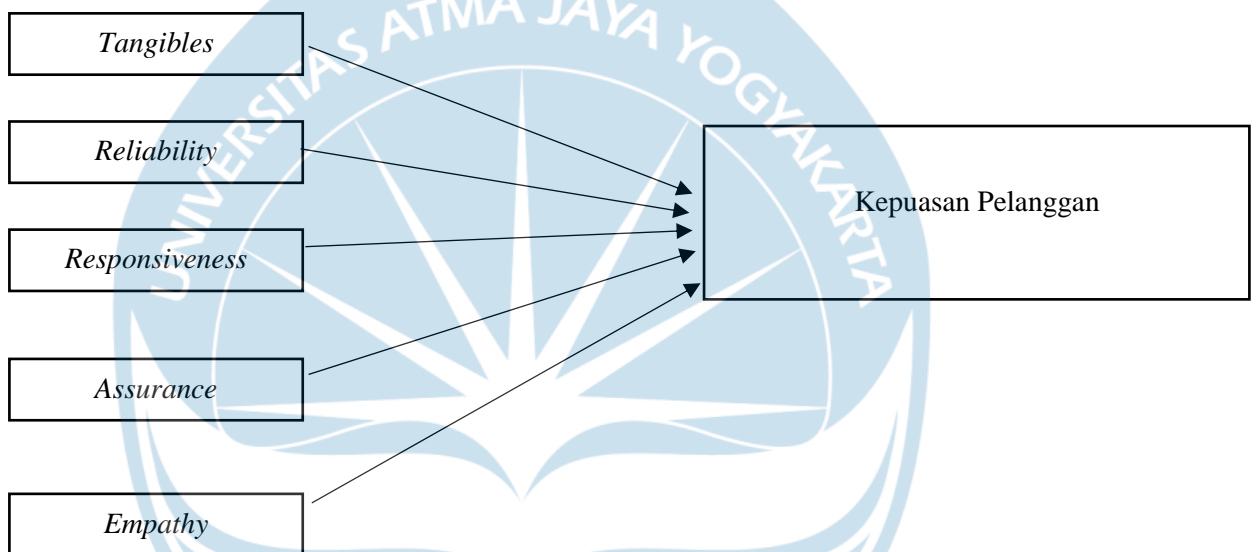 UNIVERSITAS ATMA JAYA YOGYAKARTA
Tangibles
Reliability
Responsiveness
Assurance
Empathy
Kepuasan Pelanggan